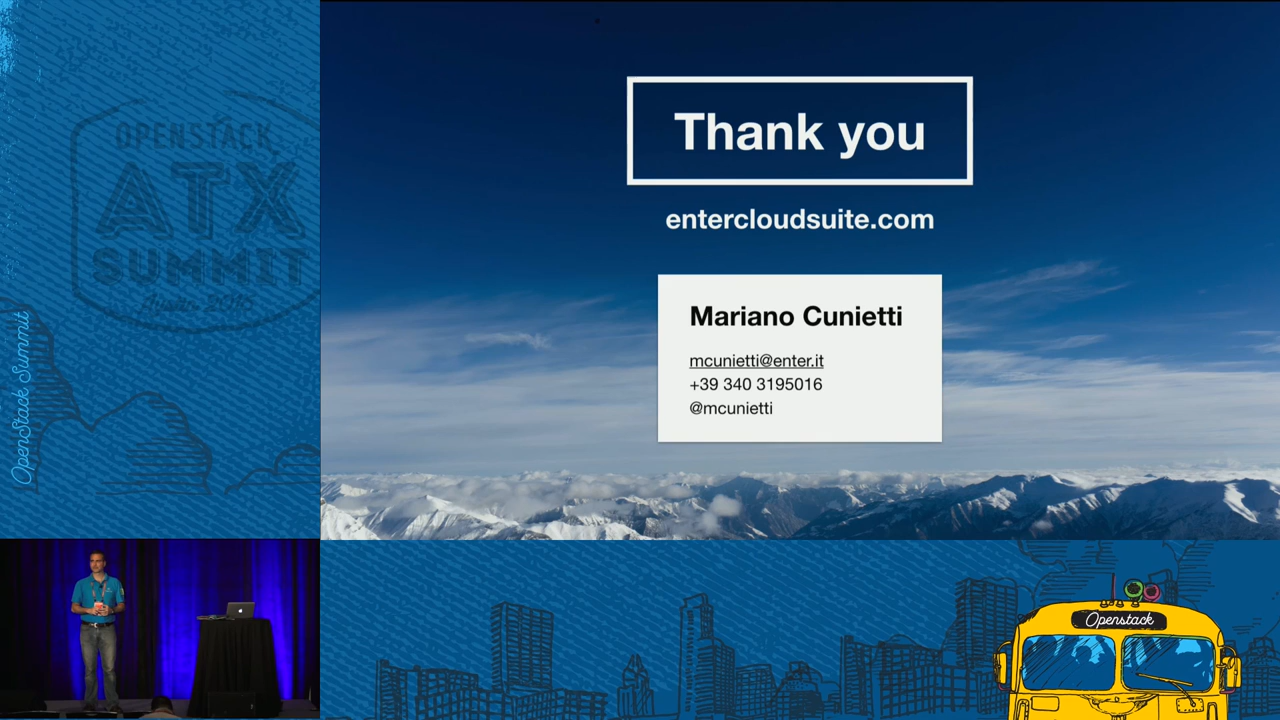 OPENSTACK
ATX
SUMMIT
Austin 2016
OpenStack Summit
Thank you
entercloudsuite.com
Mariano Cunietti
mcunietti@enter.it
+39 340 3195016
@mcunietti
Openstack